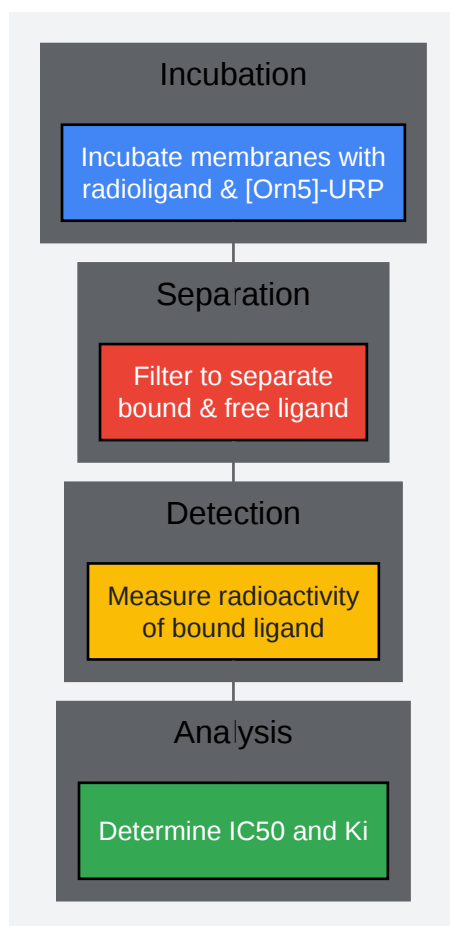 Incubation
Incubate membranes with
radioligand & [Orn5]-URP
Separation
Filter to separate
bound & free ligand
Detection
Measure radioactivity
of bound ligand
Analysis
Determine IC50 and Ki